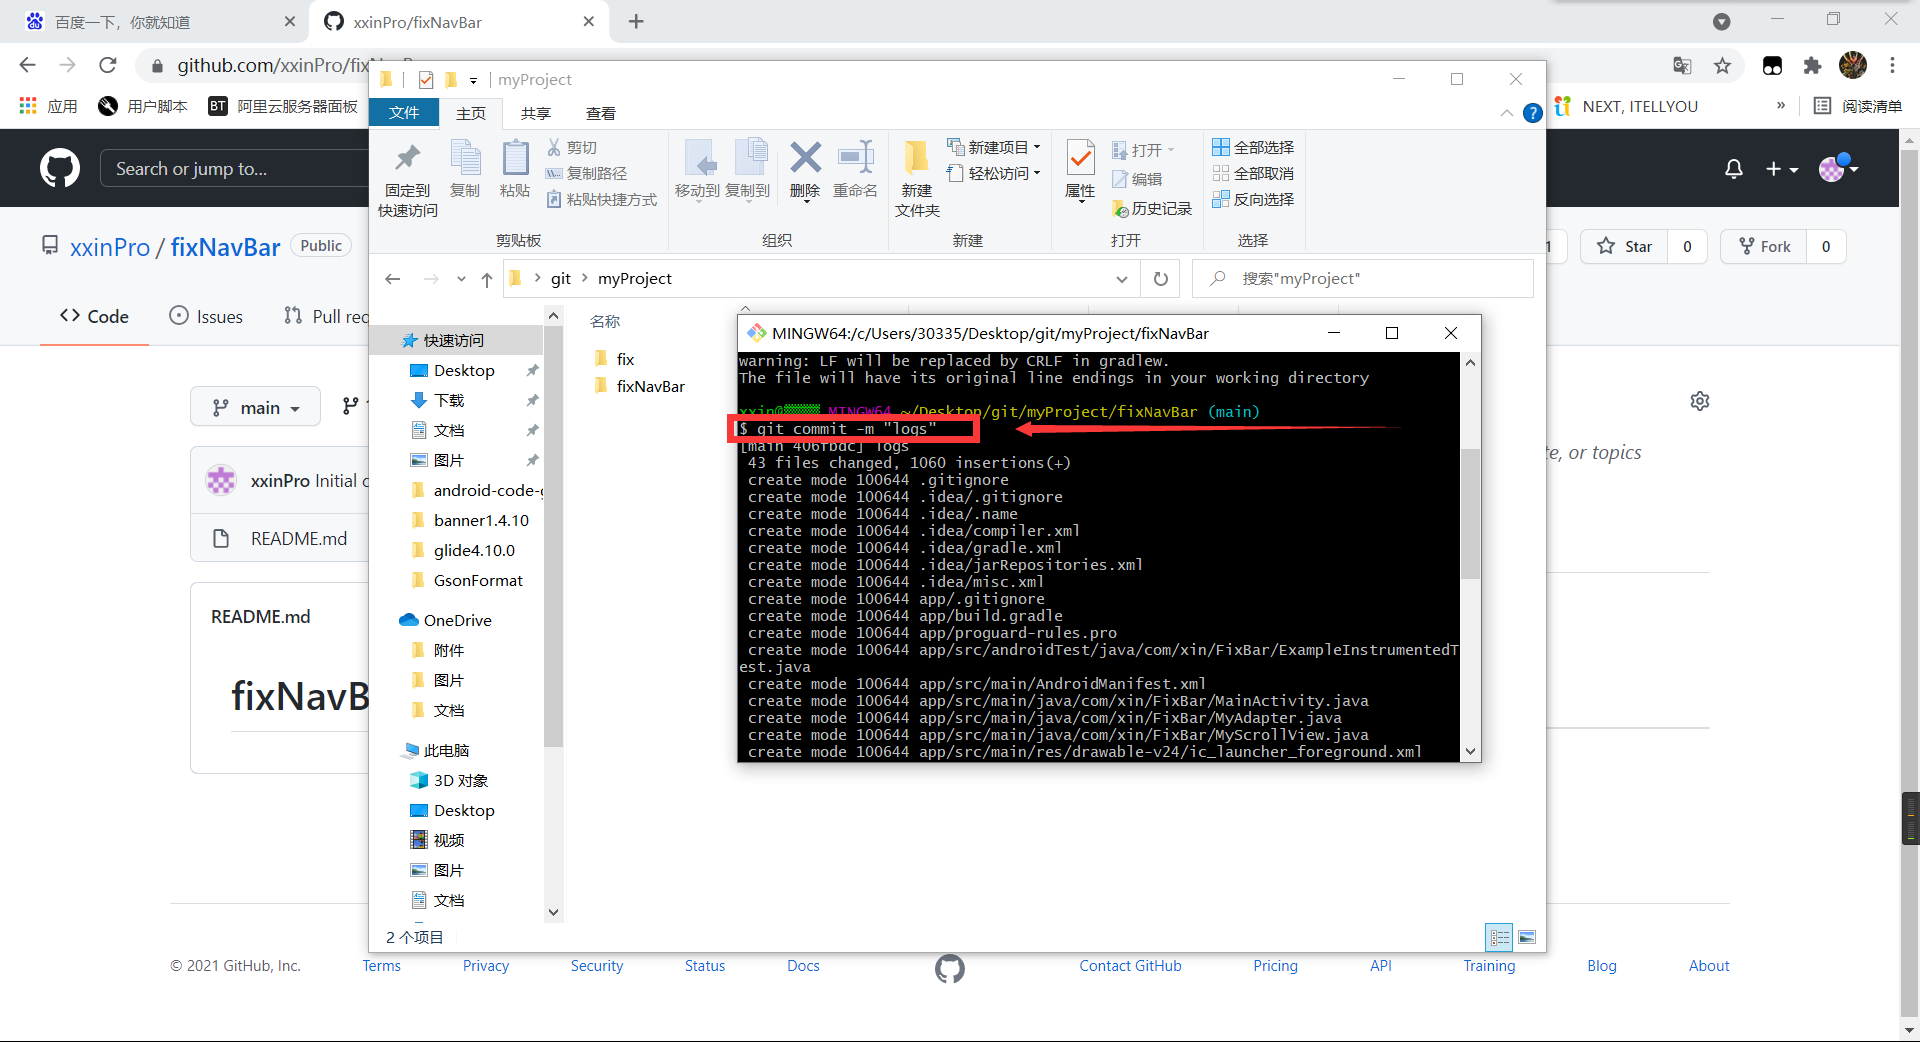 百度一下，你就知道
xxinPro/fixNavBar
github.com/xxinPro/fix
应用
用户脚本
BT 阿里云服务器面板
NEXT, ITELLYOU
»
阅读清单
Search or jump to...
xxinPro / fixNavBar Public
1
Star 0
Fork 0
Code
Issues
Pull req
main
xxinPro Initial
README.md
README.md
fixNavB
te, or topics
myProject
文件 主页 共享 查看
固定到
快速访问
复制
粘贴
剪切
复制路径
粘贴快捷方式
剪贴板
移动到
复制到
删除
重命名
组织
新建
文件夹
新建项目
轻松访问
新建
属性
打开
编辑
历史记录
打开
全部选择
全部取消
反向选择
选择
git > myProject
搜索"myProject"
快速访问
Desktop
下载
文档
图片
android-code-g
banner1.4.10
glide4.10.0
GsonFormat
OneDrive
附件
图片
文档
此电脑
3D 对象
Desktop
视频
图片
文档
2 个项目
名称
fix
fixNavBar
MINGW64:/c/Users/30335/Desktop/git/myProject/fixNavBar
warning: LF will be replaced by CRLF in gradlew.
The file will have its original line endings in your working directory
xxin@ MINGW64 ~/Desktop/git/myProject/fixNavBar (main)
$ git commit -m "logs"
[main 406fbdc] logs
43 files changed, 1060 insertions(+)
create mode 100644 .gitignore
create mode 100644 .idea/.gitignore
create mode 100644 .idea/.name
create mode 100644 .idea/compiler.xml
create mode 100644 .idea/gradle.xml
create mode 100644 .idea/jarRepositories.xml
create mode 100644 .idea/misc.xml
create mode 100644 app/.gitignore
create mode 100644 app/build.gradle
create mode 100644 app/proguard-rules.pro
create mode 100644 app/src/androidTest/java/com/xin/FixBar/ExampleInstrumentedT
est.java
create mode 100644 app/src/main/AndroidManifest.xml
create mode 100644 app/src/main/java/com/xin/FixBar/MainActivity.java
create mode 100644 app/src/main/java/com/xin/FixBar/MyAdapter.java
create mode 100644 app/src/main/java/com/xin/FixBar/MyScrollView.java
create mode 100644 app/src/main/res/drawable-v24/ic_launcher_foreground.xml
© 2021 GitHub, Inc.
Terms
Privacy
Security
Status
Docs
Contact GitHub
Pricing
API
Training
Blog
About